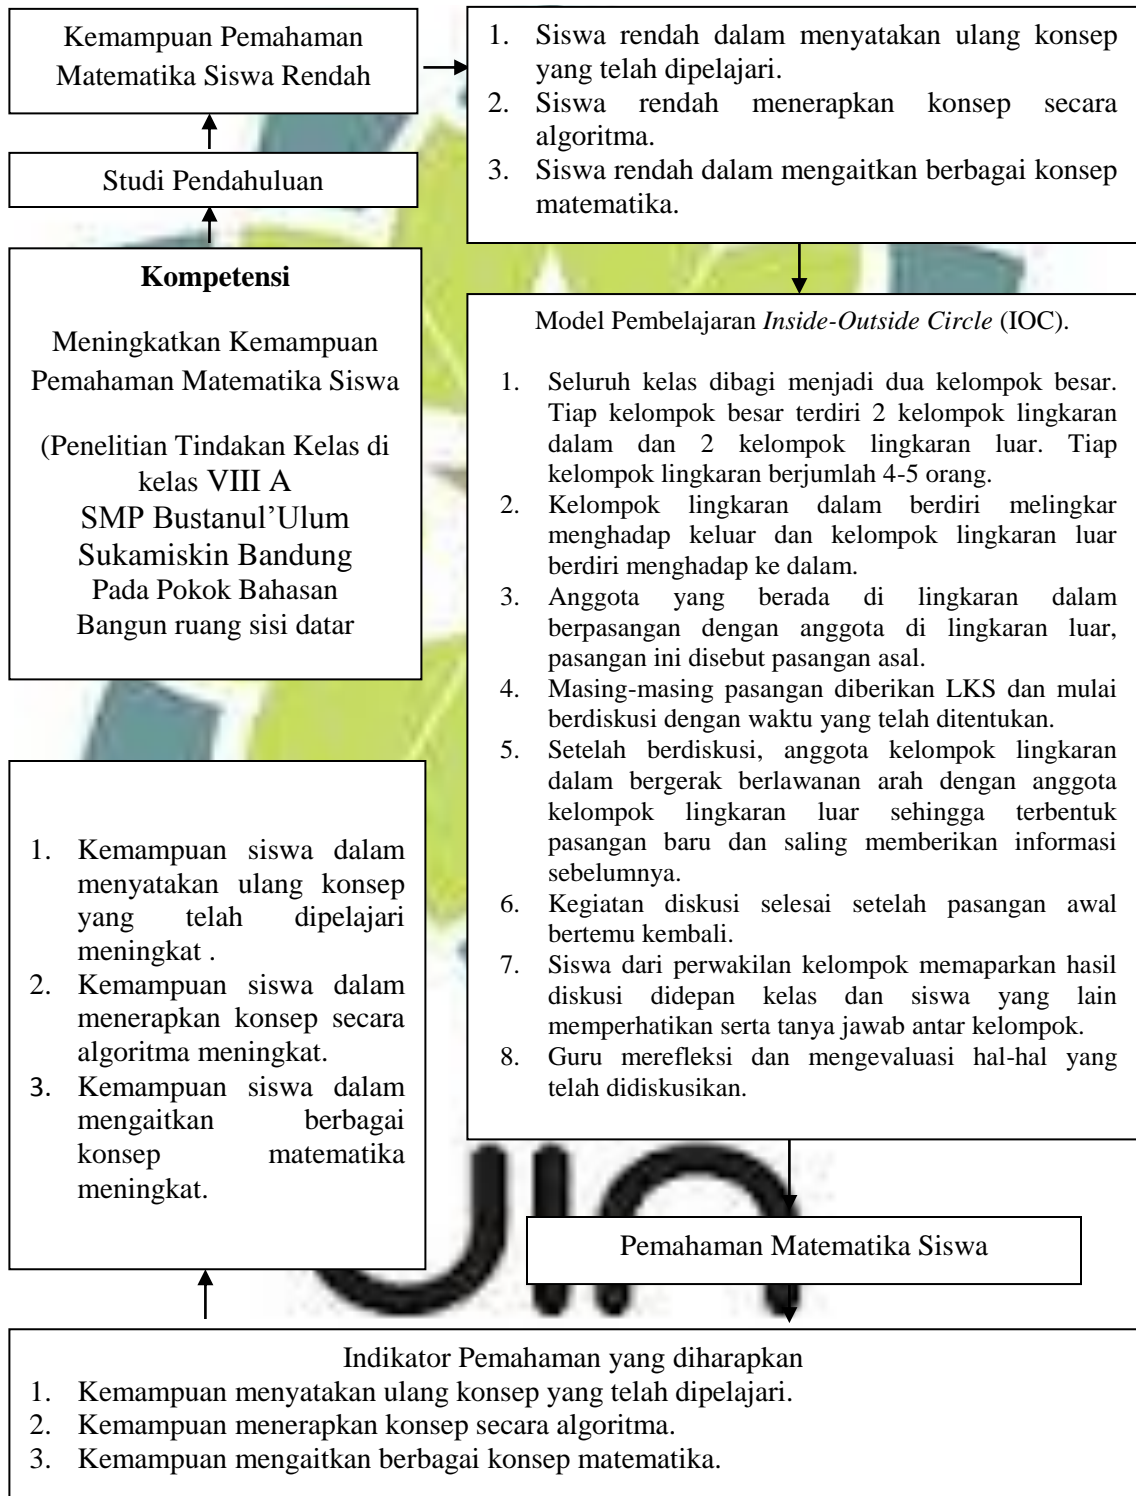 Kemampuan Pemahaman
Matematika Siswa Rendah
1. Siswa rendah dalam menyatakan ulang konsep
yang telah dipelajari.
2. Siswa rendah menerapkan konsep secara
algoritma.
3. Siswa rendah dalam mengaitkan berbagai konsep
matematika.
Studi Pendahuluan
Kompetensi
Meningkatkan Kemampuan
Pemahaman Matematika Siswa
(Penelitian Tindakan Kelas di
kelas VIII A
SMP Bustanul’Ulum
Sukamiskin Bandung
Pada Pokok Bahasan
Bangun ruang sisi datar
Model Pembelajaran Inside-Outside Circle (IOC).
1. Seluruh kelas dibagi menjadi dua kelompok besar.
Tiap kelompok besar terdiri 2 kelompok lingkaran
dalam dan 2 kelompok lingkaran luar. Tiap
kelompok lingkaran berjumlah 4-5 orang.
2. Kelompok lingkaran dalam berdiri melingkar
menghadap keluar dan kelompok lingkaran luar
berdiri menghadap ke dalam.
3. Anggota yang berada di lingkaran dalam
berpasangan dengan anggota di lingkaran luar,
pasangan ini disebut pasangan asal.
4. Masing-masing pasangan diberikan LKS dan mulai
berdiskusi dengan waktu yang telah ditentukan.
5. Setelah berdiskusi, anggota kelompok lingkaran
dalam bergerak berlawanan arah dengan anggota
kelompok lingkaran luar sehingga terbentuk
pasangan baru dan saling memberikan informasi
sebelumnya.
6. Kegiatan diskusi selesai setelah pasangan awal
bertemu kembali.
7. Siswa dari perwakilan kelompok memaparkan hasil
diskusi didepan kelas dan siswa yang lain
memperhatikan serta tanya jawab antar kelompok.
8. Guru merefleksi dan mengevaluasi hal-hal yang
telah didiskusikan.
1. Kemampuan siswa dalam
menyatakan ulang konsep
yang telah dipelajari
meningkat .
2. Kemampuan siswa dalam
menerapkan konsep secara
algoritma meningkat.
3. Kemampuan siswa dalam
mengaitkan berbagai
konsep matematika
meningkat.
uin
Pemahaman Matematika Siswa
Indikator Pemahaman yang diharapkan
1. Kemampuan menyatakan ulang konsep yang telah dipelajari.
2. Kemampuan menerapkan konsep secara algoritma.
3. Kemampuan mengaitkan berbagai konsep matematika.